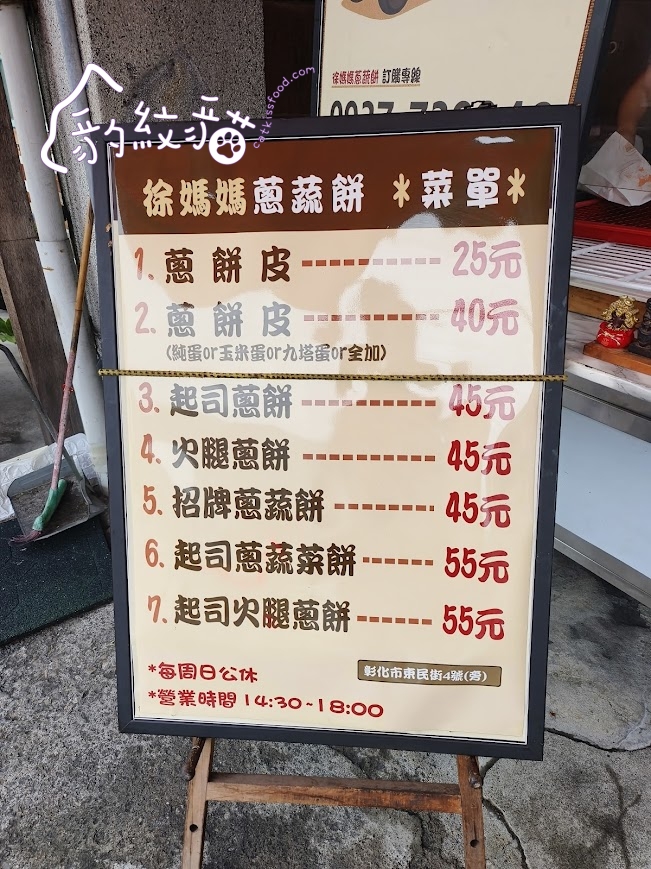 豹紋貓
catkissfood.com
徐媽媽蔥蔬餅 訂購專線
徐媽媽蔥蔬餅 *菜單*
1. 蔥餅皮 ---------- 25元
2. 蔥餅皮 ---------- 40元
(純蛋or玉米蛋or九塔蛋or全加)
3. 起司蔥餅 ---------- 45元
4. 火腿蔥餅 ---------- 45元
5. 招牌蔥蔬餅 ------- 45元
6. 起司蔥蔬菜餅 ----- 55元
7. 起司火腿蔥餅 ------ 55元
*每周日公休
彰化市東民街4號(旁)
*營業時間 14:30~18:00